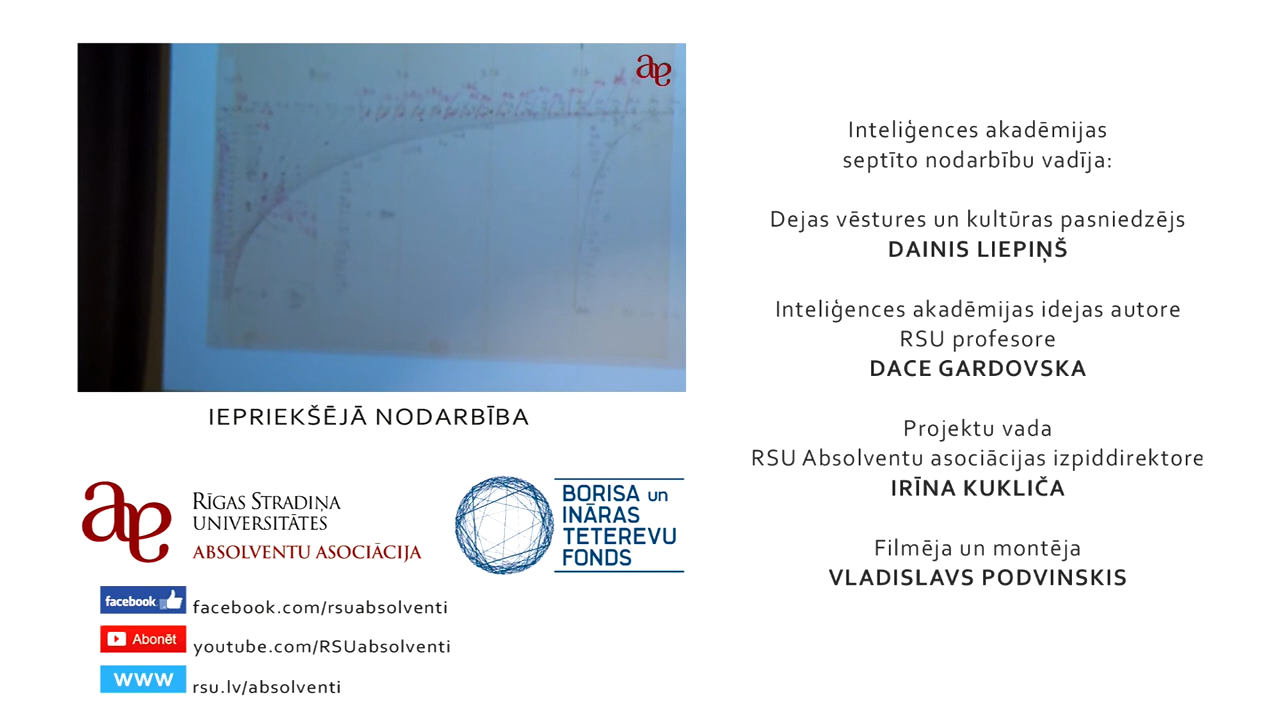 ae
IEPRIEKŠĒJĀ NODARBĪBA
ae
RĪGAS STRADIŅA
UNIVERSITĀTES
ABSOLVENTU ASOCIĀCIJA
BORISA un
INĀRAS
TETEREVU
FONDS
facebook
facebook.com/rsuabsolventi
Abonēt
youtube.com/RSUabsolventi
WWW
rsu.lv/absolventi
Inteliģences akadēmijas
septīto nodarbību vadīja:
Dejas vēstures un kultūras pasniedzējs
DAINIS LIEPIŅŠ
Inteliģences akadēmijas idejas autore
RSU profesore
DACE GARDOVSKA
Projektu vada
RSU Absolventu asociācijas izpiddirektore
IRĪNA KUKLIČA
Filmēja un montēja
VLADISLAVS PODVINSKIS